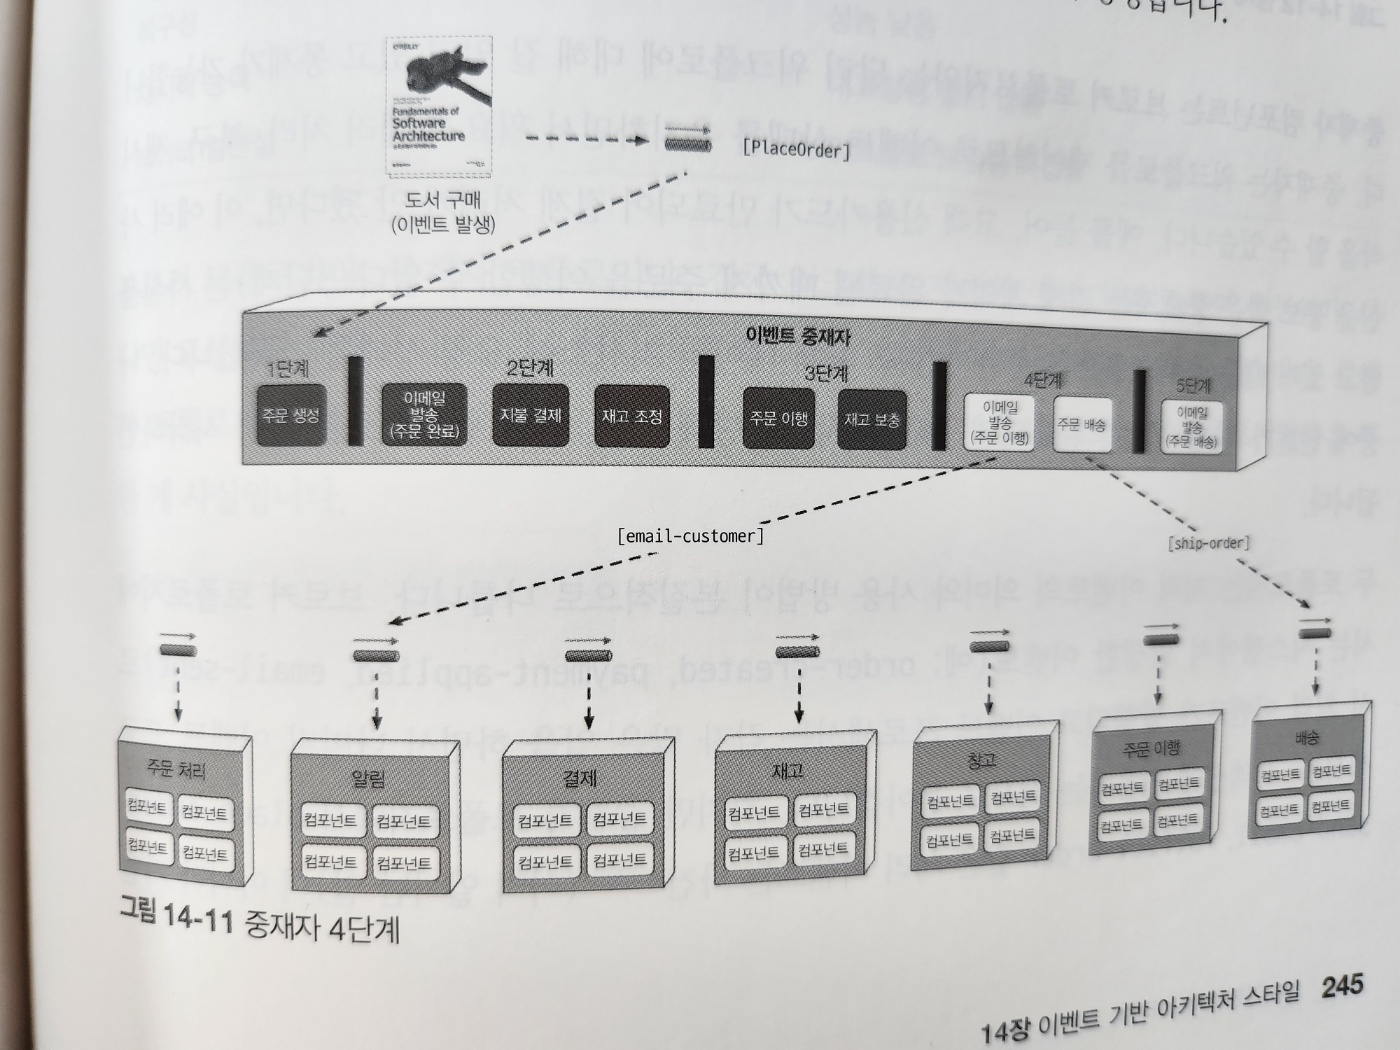 O'REILLY
Fundamentals of
Software
Architecture
[PlaceOrder]
도서 구매
(이벤트 발생)
이벤트 중재자
1단계
주문 생성
2단계
이메일
발송
(주문 완료)
지불 결제
재고 조정
3단계
주문 이행
재고 보충
4단계
이메일
발송
(주문 이행)
주문 배송
5단계
이메일
발송
(주문 배송)
[email-customer]
[ship-order]
주문 처리
컴포넌트 컴포넌트
컴포넌트 컴포넌트
알림
컴포넌트 컴포넌트
컴포넌트 컴포넌트
결제
컴포넌트 컴포넌트
컴포넌트 컴포넌트
재고
컴포넌트 컴포넌트
컴포넌트 컴포넌트
창고
컴포넌트 컴포넌트
컴포넌트 컴포넌트
주문 이행
컴포넌트 컴포넌트
컴포넌트 컴포넌트
배송
컴포넌트 컴포넌트
컴포넌트 컴포넌트
그림 14-11 중재자 4단계
14장 이벤트 기반 아키텍처 스타일 245